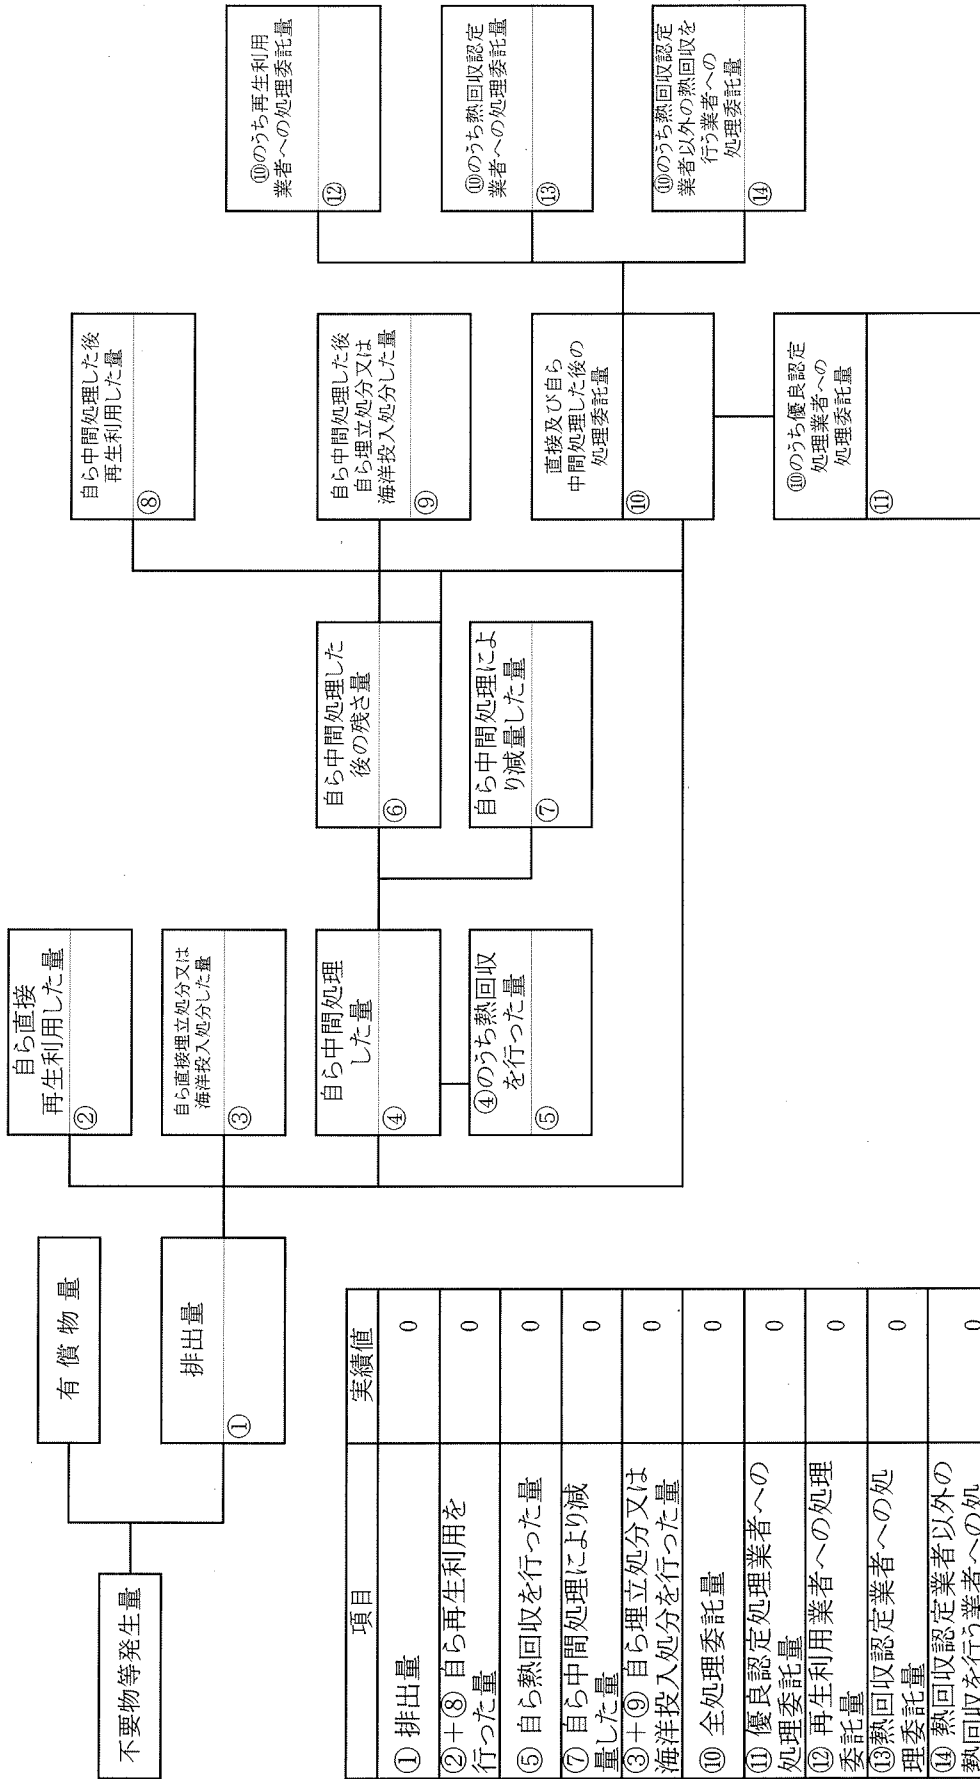 不要物等発生量
有償物量
排出量
①
自ら直接
再生利用した量
②
自ら直接埋立処分又は
海洋投入処分した量
③
自ら中間処理
した量
④
④のうち熱回収
を行った量
⑤
自ら中間処理した
後の残さ量
⑥
自ら中間処理によ
り減量した量
⑦
自ら中間処理した後
再生利用した量
⑧
自ら中間処理した後
自ら埋立処分又は
海洋投入処分した量
⑨
直接及び自ら
中間処理した後の
処理委託量
⑩
⑩のうち優良認定
処理業者への
処理委託量
⑪
⑩のうち再生利用
業者への処理委託量
⑫
⑩のうち熱回収認定
業者への処理委託量
⑬
⑩のうち熱回収認定
業者以外の熱回収を
行う業者への
処理委託量
⑭
項目 実績値
① 排出量 0
②＋⑧ 自ら再生利用を
行った量 0
⑤ 自ら熱回収を行った量 0
⑦ 自ら中間処理により減
量した量 0
③＋⑨ 自ら埋立処分又は
海洋投入処分を行った量 0
⑩ 全処理委託量 0
⑪ 優良認定処理業者への
処理委託量 0
⑫ 再生利用業者への処理
委託量 0
⑬熱回収認定業者への処
理委託量 0
⑭ 熱回収認定業者以外の
熱回収を行う業者への処 0